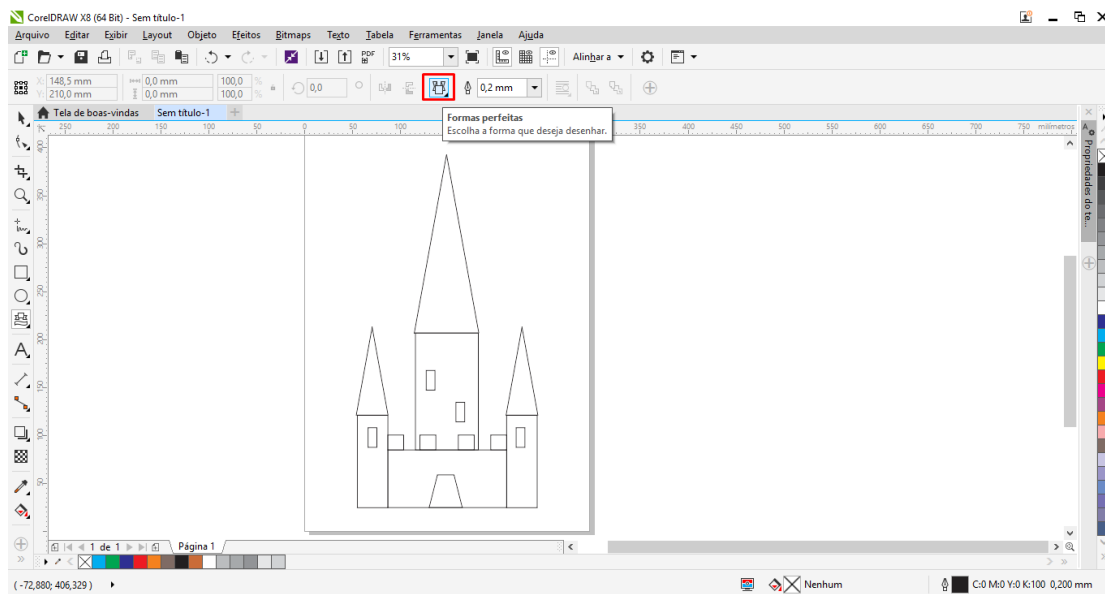 CorelDRAW X8 (64 Bit) - Sem título-1
Arquivo Editar Exibir Layout Objeto Efeitos Bitmaps Texto Tabela Ferramentas Janela Ajuda
PDF 31% Alinhar a
X: 148,5 mm 0,0 mm 100,0 % 0,0 0,2 mm
Y: 210,0 mm 0,0 mm 100,0 %
Tela de boas-vindas Sem título-1
Formas perfeitas
Escolha a forma que deseja desenhar.
250 200 150 100 50 0 50 100 350 400 450 500 550 600 650 700 750 milímetros
350
300
50
Propriedades do te...
1 de 1 Página 1
( -72,880; 406,329 ) Nenhum C:0 M:0 Y:0 K:100 0,200 mm